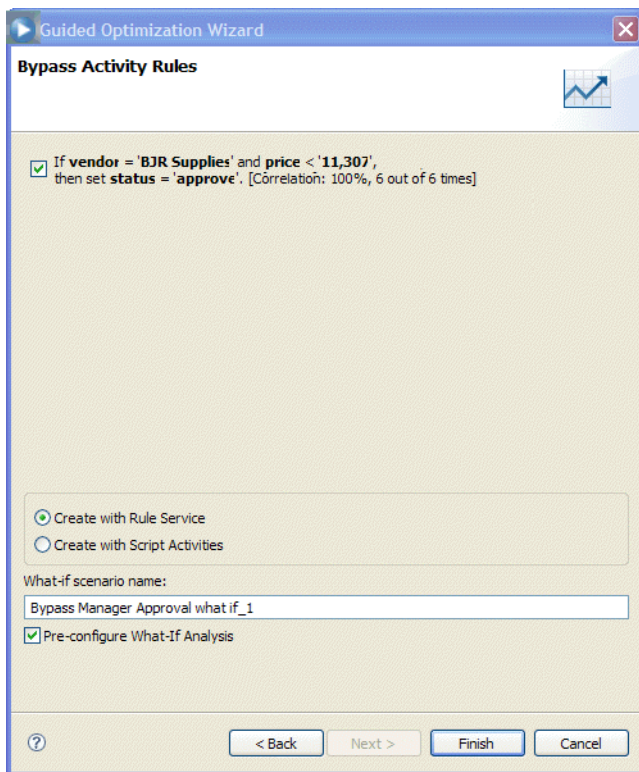 Guided Optimization Wizard
Bypass Activity Rules
If vendor = 'BJR Supplies' and price < '11,307',
then set status = 'approve'. [Correlation: 100%, 6 out of 6 times]
Create with Rule Service
Create with Script Activities
What-if scenario name:
Bypass Manager Approval what if_1
Pre-configure What-If Analysis
? < Back Next > Finish Cancel